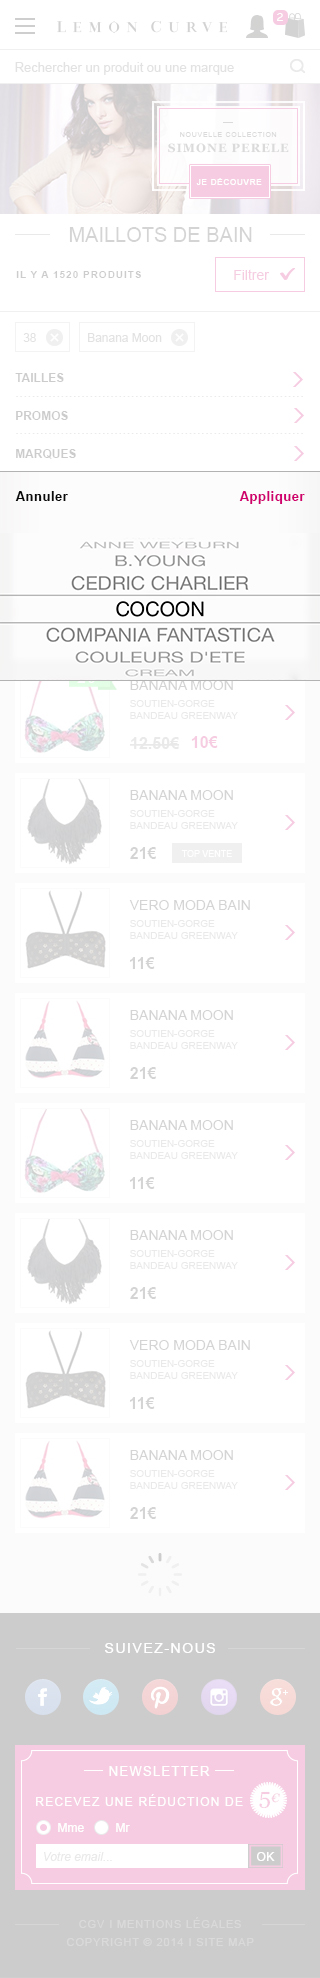 LEMON CURVE
2
Rechercher un produit ou une marque
NOUVELLE COLLECTION
SIMONE PERELE
JE DÉCOUVRE
MAILLOTS DE BAIN
IL Y A 1520 PRODUITS
Filtrer
38
Banana Moon
TAILLES
PROMOS
MARQUES
Annuler
Appliquer
ANNE WEYBURN
B.YOUNG
CEDRIC CHARLIER
COCOON
COMPANIA FANTASTICA
COULEURS D'ETE
CREAM
BANANA MOON
SOUTIEN-GORGE
BANDEAU GREENWAY
12.50€ 10€
BANANA MOON
SOUTIEN-GORGE
BANDEAU GREENWAY
21€ TOP VENTE
VERO MODA BAIN
SOUTIEN-GORGE
BANDEAU GREENWAY
11€
BANANA MOON
SOUTIEN-GORGE
BANDEAU GREENWAY
21€
BANANA MOON
SOUTIEN-GORGE
BANDEAU GREENWAY
11€
BANANA MOON
SOUTIEN-GORGE
BANDEAU GREENWAY
21€
VERO MODA BAIN
SOUTIEN-GORGE
BANDEAU GREENWAY
11€
BANANA MOON
SOUTIEN-GORGE
BANDEAU GREENWAY
21€
SUIVEZ-NOUS
NEWSLETTER
RECEVEZ UNE RÉDUCTION DE 5€
Mme Mr
Votre email...
OK
CGV I MENTIONS LÉGALES
COPYRIGHT © 2014 I SITE MAP